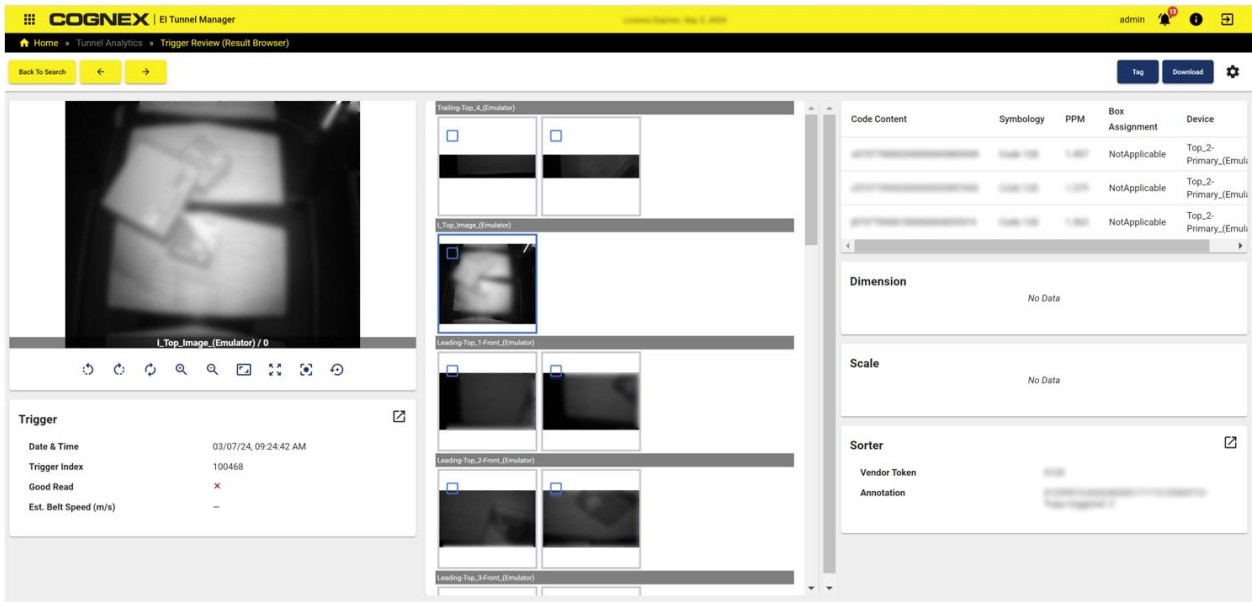 COGNEX | EI Tunnel Manager
admin
13
Home » Tunnel Analytics » Trigger Review (Result Browser)
Back To Search
Tag
Download
I_Top_Image_(Emulator) / 0
Trigger
Date & Time 03/07/24, 09:24:42 AM
Trigger Index 100468
Good Read
Est. Belt Speed (m/s) --
Trailing-Top_4_(Emulator)
I_Top_Image_(Emulator)
Leading-Top_1-Front_(Emulator)
Leading-Top_2-Front_(Emulator)
Leading-Top_3-Front_(Emulator)
Code Content Symbology PPM Box Assignment Device
NotApplicable Top_2-
Primary_(Emula
NotApplicable Top_2-
Primary_(Emula
NotApplicable Top_2-
Primary_(Emula
Dimension
No Data
Scale
No Data
Sorter
Vendor Token
Annotation